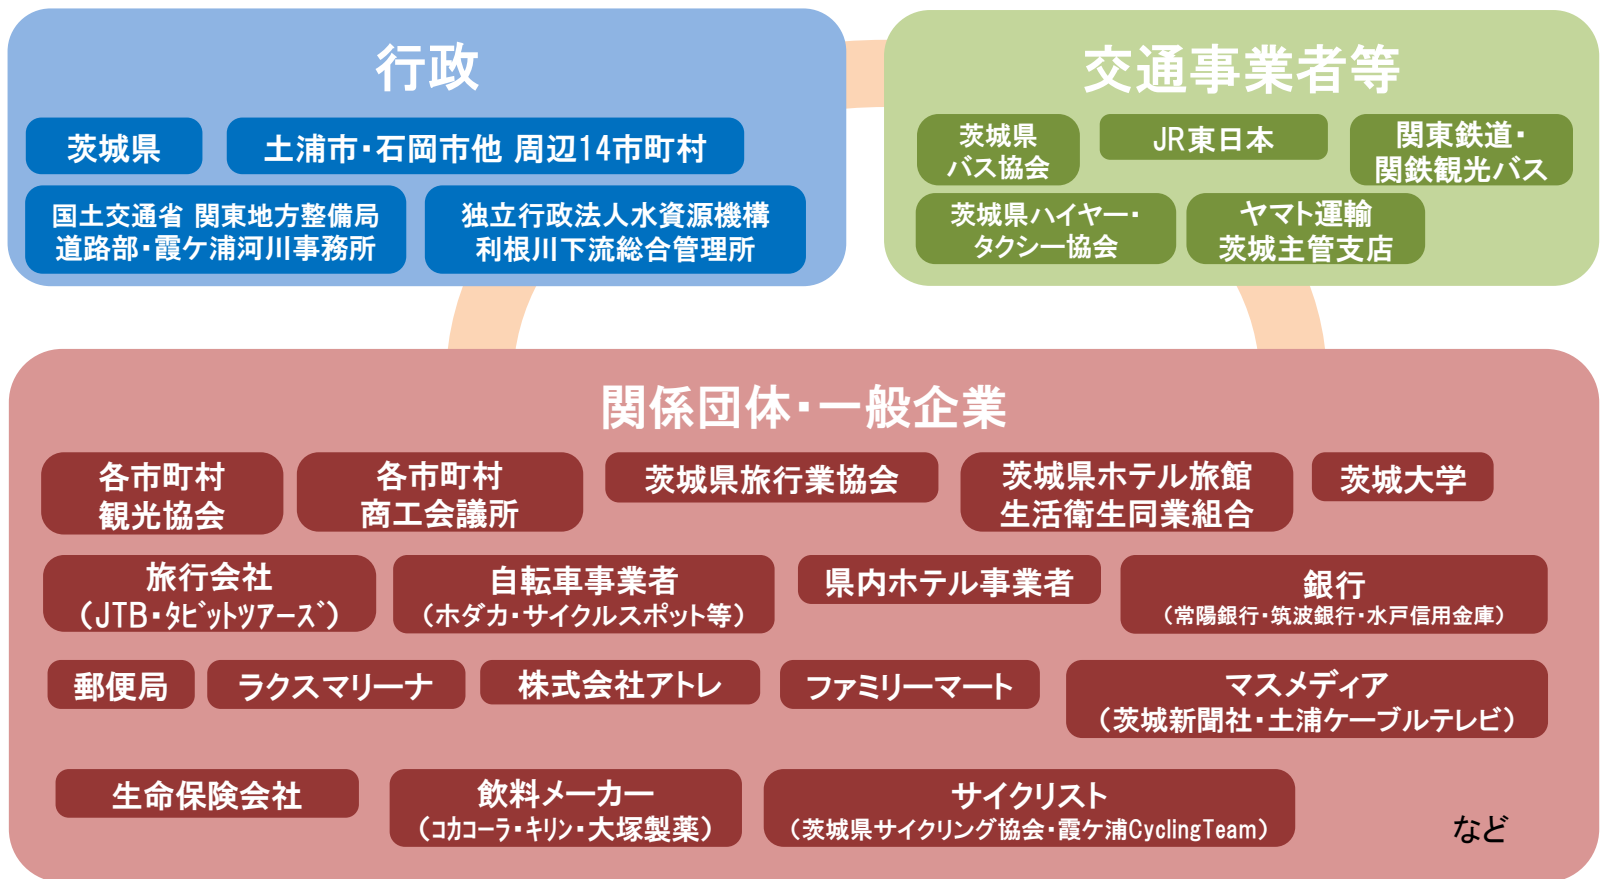 行政
茨城県
土浦市・石岡市他 周辺14市町村
国土交通省 関東地方整備局
道路部・霞ケ浦河川事務所
独立行政法人水資源機構
利根川下流総合管理所
交通事業者等
茨城県
バス協会
JR東日本
関東鉄道・
関鉄観光バス
茨城県ハイヤー・
タクシー協会
ヤマト運輸
茨城主管支店
関係団体・一般企業
各市町村
観光協会
各市町村
商工会議所
茨城県旅行業協会
茨城県ホテル旅館
生活衛生同業組合
茨城大学
旅行会社
（JTB・ﾀﾋﾞｯﾄﾂｱｰｽﾞ）
自転車事業者
（ホダカ・サイクルスポット等）
県内ホテル事業者
銀行
（常陽銀行・筑波銀行・水戸信用金庫）
郵便局
ラクスマリーナ
株式会社アトレ
ファミリーマート
マスメディア
（茨城新聞社・土浦ケーブルテレビ）
生命保険会社
飲料メーカー
（ｺｶｺｰﾗ・ｷﾘﾝ・大塚製薬）
サイクリスト
（茨城県サイクリング協会・霞ケ浦CyclingTeam）
など